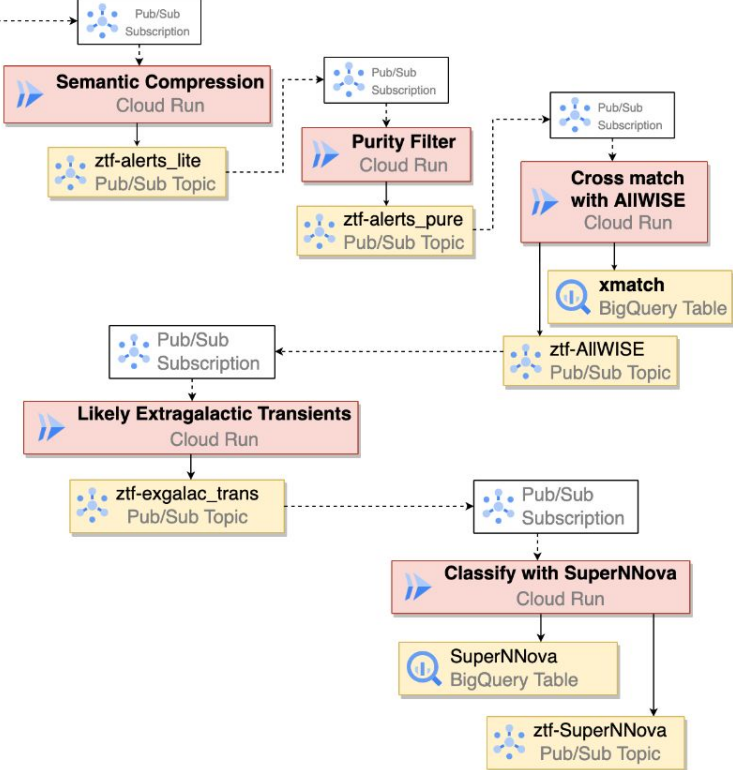 Pub/Sub
Subscription
Semantic Compression
Cloud Run
ztf-alerts_lite
Pub/Sub Topic
Pub/Sub
Subscription
Purity Filter
Cloud Run
ztf-alerts_pure
Pub/Sub Topic
Pub/Sub
Subscription
Cross match
with AllWISE
Cloud Run
xmatch
BigQuery Table
ztf-AllWISE
Pub/Sub Topic
Pub/Sub
Subscription
Likely Extragalactic Transients
Cloud Run
ztf-exgalac_trans
Pub/Sub Topic
Pub/Sub
Subscription
Classify with SuperNNova
Cloud Run
SuperNNova
BigQuery Table
ztf-SuperNNova
Pub/Sub Topic